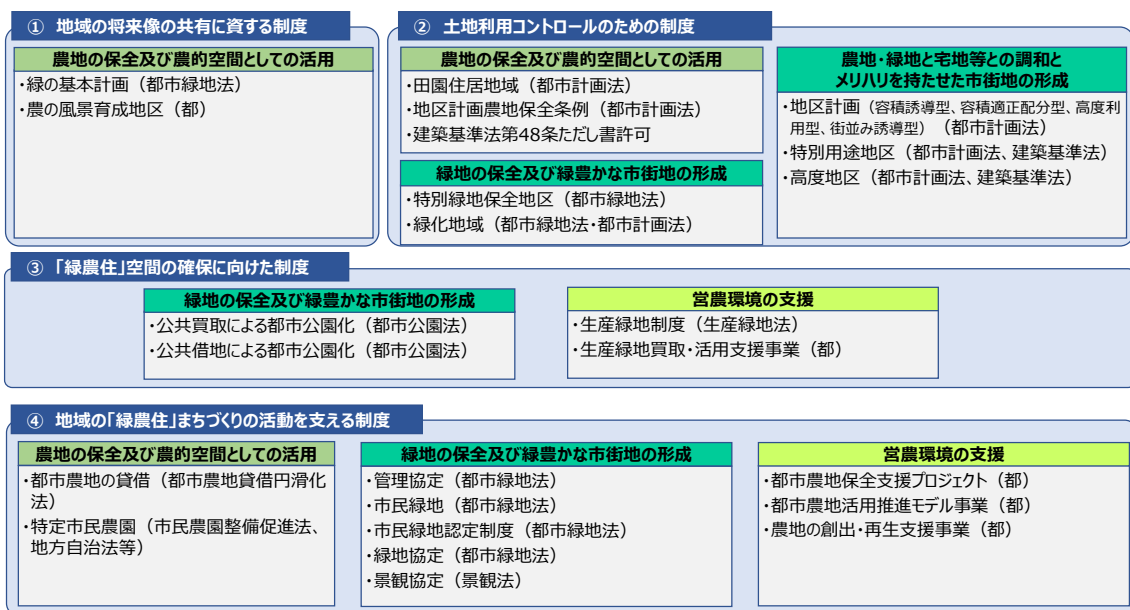 ① 地域の将来像の共有に資する制度
農地の保全及び農的空間としての活用
・緑の基本計画（都市緑地法）
・農の風景育成地区（都）
② 土地利用コントロールのための制度
農地の保全及び農的空間としての活用
・田園住居地域（都市計画法）
・地区計画農地保全条例（都市計画法）
・建築基準法第48条ただし書許可
緑地の保全及び緑豊かな市街地の形成
・特別緑地保全地区（都市緑地法）
・緑化地域（都市緑地法・都市計画法）
農地・緑地と宅地等との調和と
メリハリを持たせた市街地の形成
・地区計画（容積誘導型、容積適正配分型、高度利
用型、街並み誘導型）（都市計画法）
・特別用途地区（都市計画法、建築基準法）
・高度地区（都市計画法、建築基準法）
③ 「緑農住」空間の確保に向けた制度
緑地の保全及び緑豊かな市街地の形成
・公共買取による都市公園化（都市公園法）
・公共借地による都市公園化（都市公園法）
営農環境の支援
・生産緑地制度（生産緑地法）
・生産緑地買取・活用支援事業（都）
④ 地域の「緑農住」まちづくりの活動を支える制度
農地の保全及び農的空間としての活用
・都市農地の貸借（都市農地貸借円滑化
法）
・特定市民農園（市民農園整備促進法、
地方自治法等）
緑地の保全及び緑豊かな市街地の形成
・管理協定（都市緑地法）
・市民緑地（都市緑地法）
・市民緑地認定制度（都市緑地法）
・緑地協定（都市緑地法）
・景観協定（景観法）
営農環境の支援
・都市農地保全支援プロジェクト（都）
・都市農地活用推進モデル事業（都）
・農地の創出・再生支援事業（都）